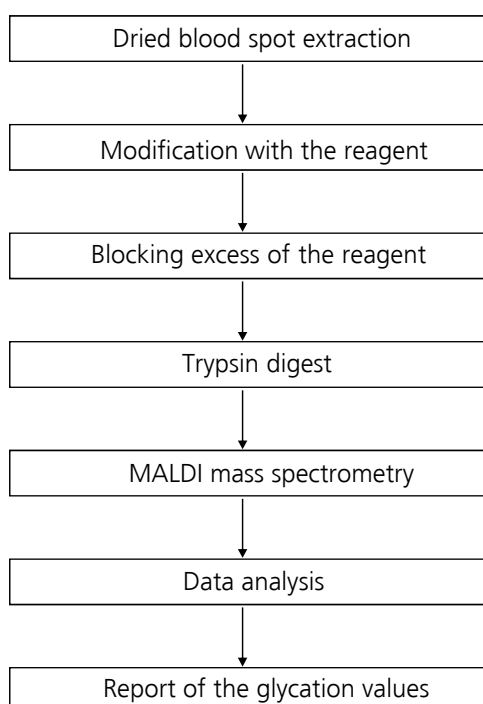 Dried blood spot extraction
Modification with the reagent
Blocking excess of the reagent
Trypsin digest
MALDI mass spectrometry
Data analysis
Report of the glycation values